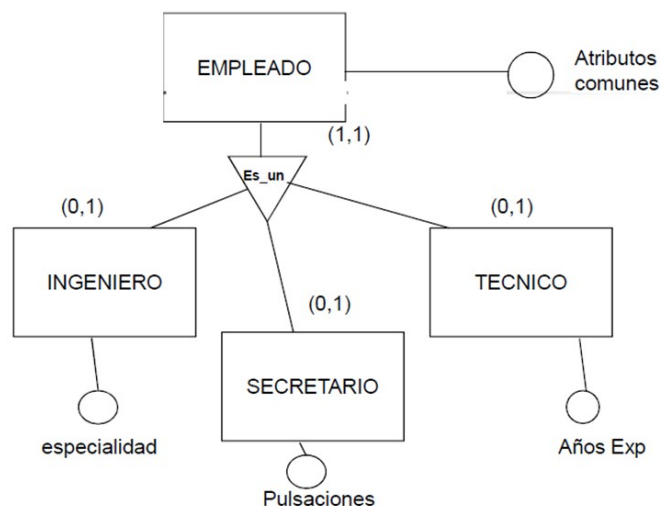 EMPLEADO
Atributos
comunes
(1,1)
Es_un
(0,1)
(0,1)
INGENIERO
TECNICO
(0,1)
SECRETARIO
especialidad
Años Exp
Pulsaciones